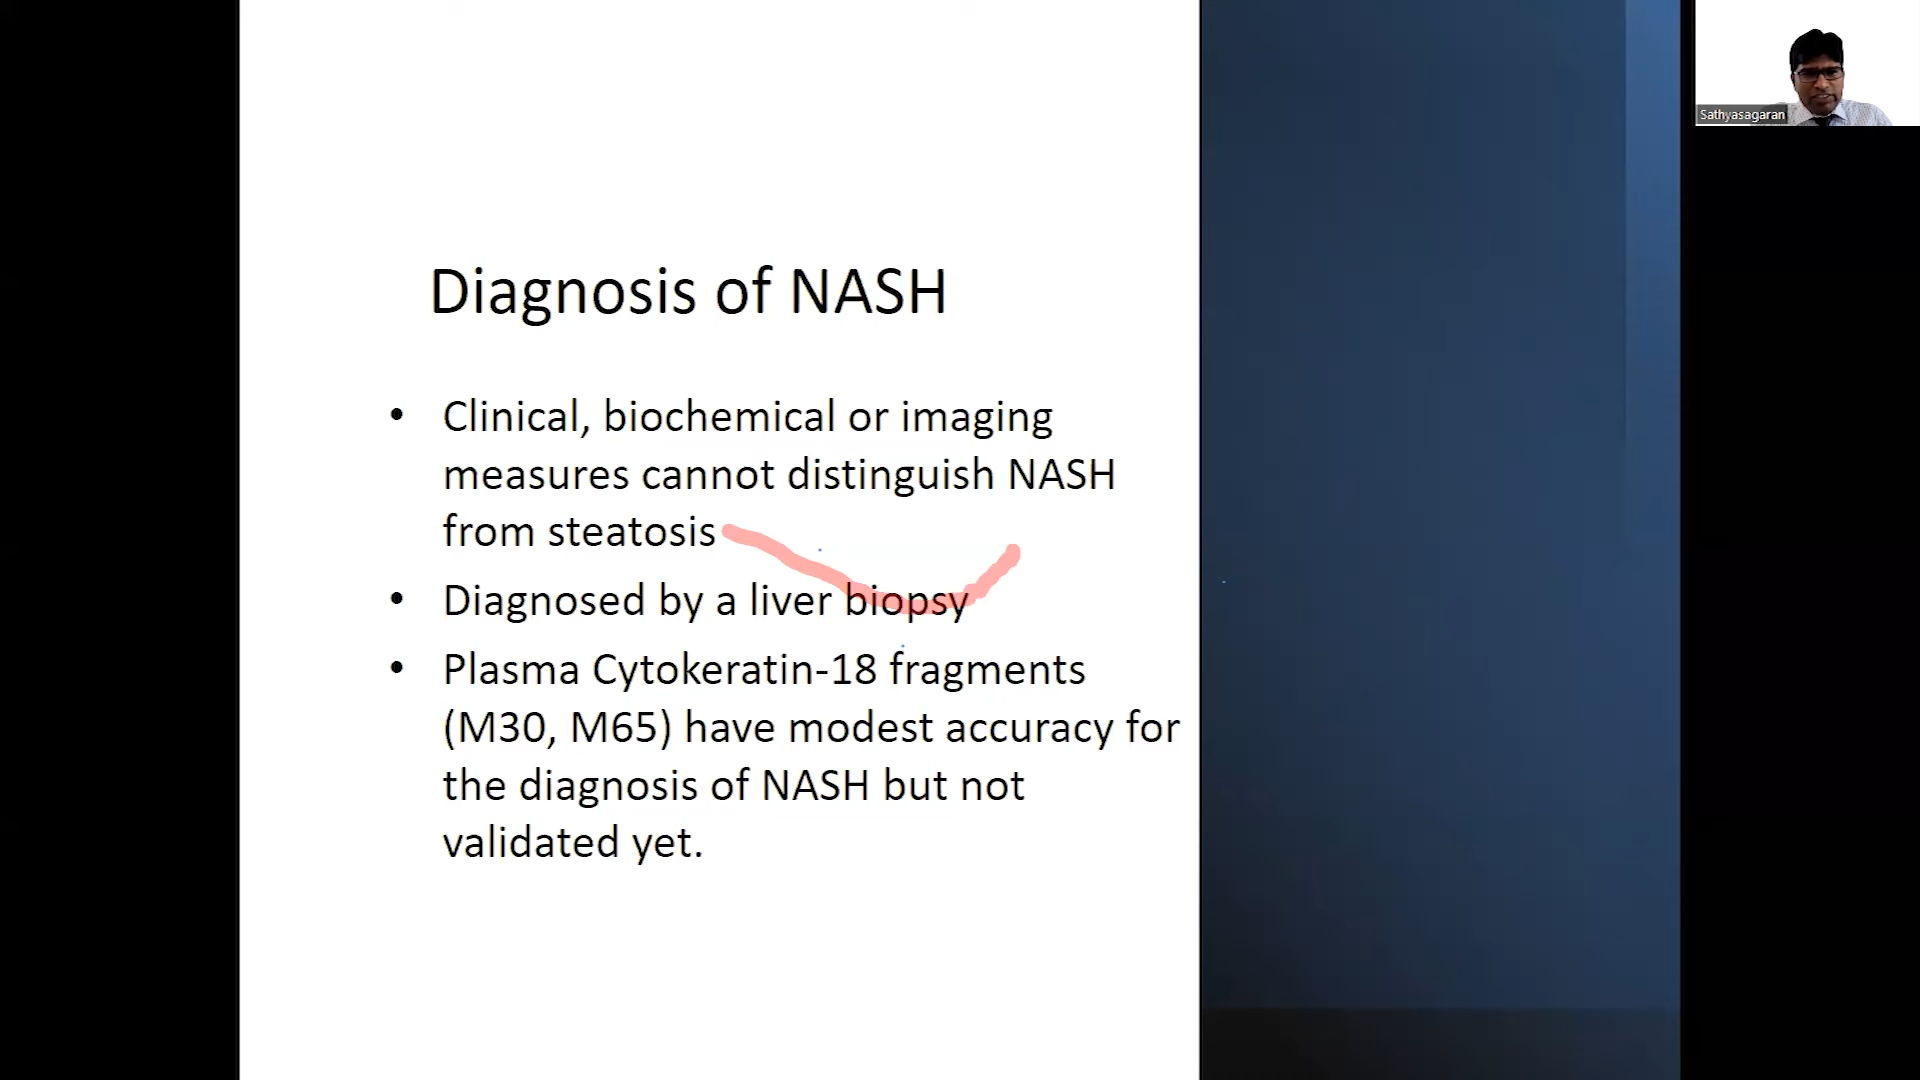 Sathyasagaran
Diagnosis of NASH
• Clinical, biochemical or imaging
measures cannot distinguish NASH
from steatosis
• Diagnosed by a liver biopsy
• Plasma Cytokeratin-18 fragments
(M30, M65) have modest accuracy for
the diagnosis of NASH but not
validated yet.